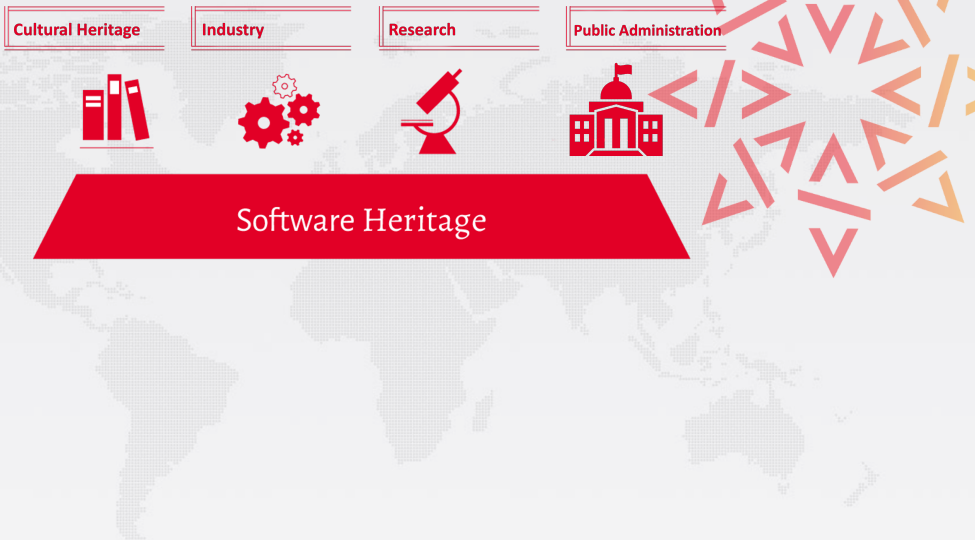 Cultural Heritage
Industry
Research
Public Administration
Software Heritage